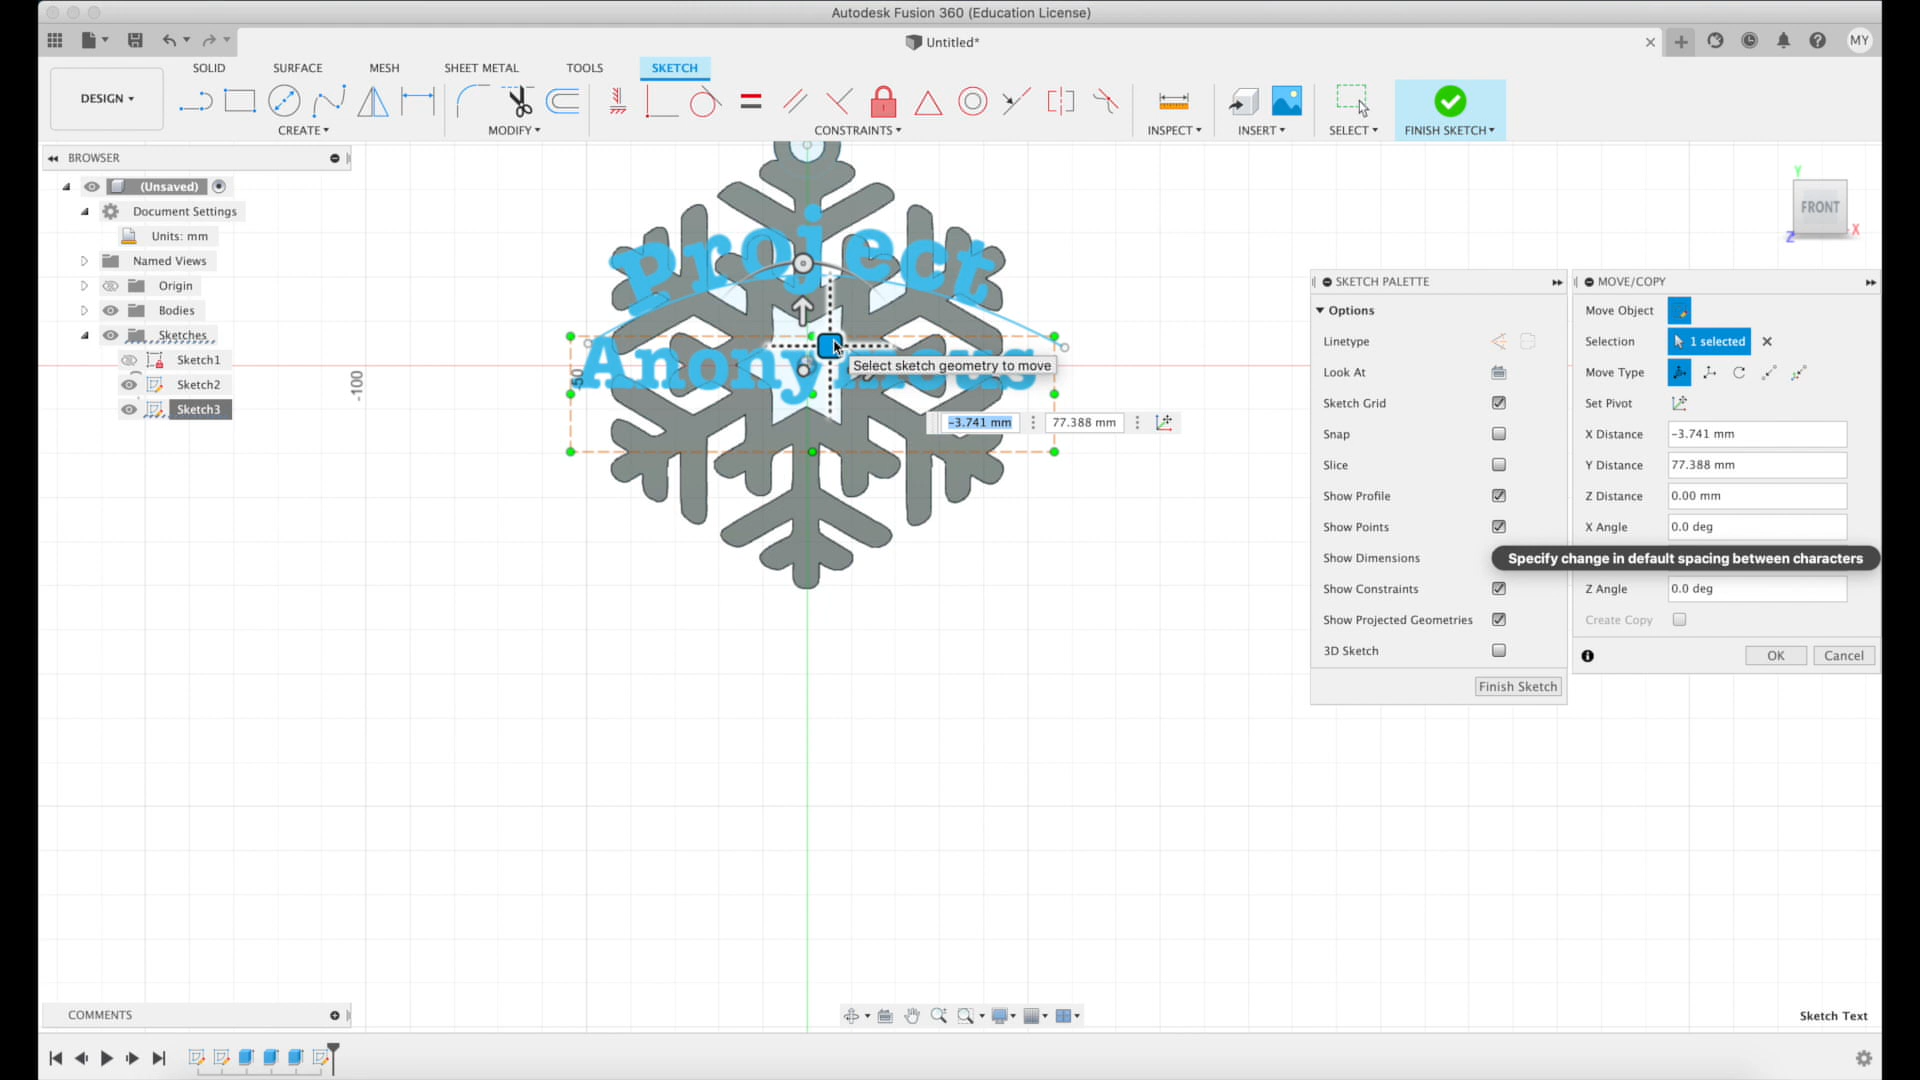 Autodesk Fusion 360 (Education License)
Untitled*
MY
SOLID SURFACE MESH SHEET METAL TOOLS SKETCH
DESIGN
CREATE MODIFY CONSTRAINTS INSPECT INSERT SELECT FINISH SKETCH
BROWSER
(Unsaved)
Document Settings
Units: mm
Named Views
Origin
Bodies
Sketches
Sketch1
Sketch2
Sketch3
-100
50
Project
Anonymous
Select sketch geometry to move
-3.741 mm
77.388 mm
Y
FRONT
X
Z
SKETCH PALETTE
Options
Linetype
Look At
Sketch Grid
Snap
Slice
Show Profile
Show Points
Show Dimensions
Show Constraints
Show Projected Geometries
3D Sketch
Finish Sketch
MOVE/COPY
Move Object
Selection 1 selected
Move Type
Set Pivot
X Distance -3.741 mm
Y Distance 77.388 mm
Z Distance 0.00 mm
X Angle 0.0 deg
Specify change in default spacing between characters
Z Angle 0.0 deg
Create Copy
OK Cancel
COMMENTS
Sketch Text